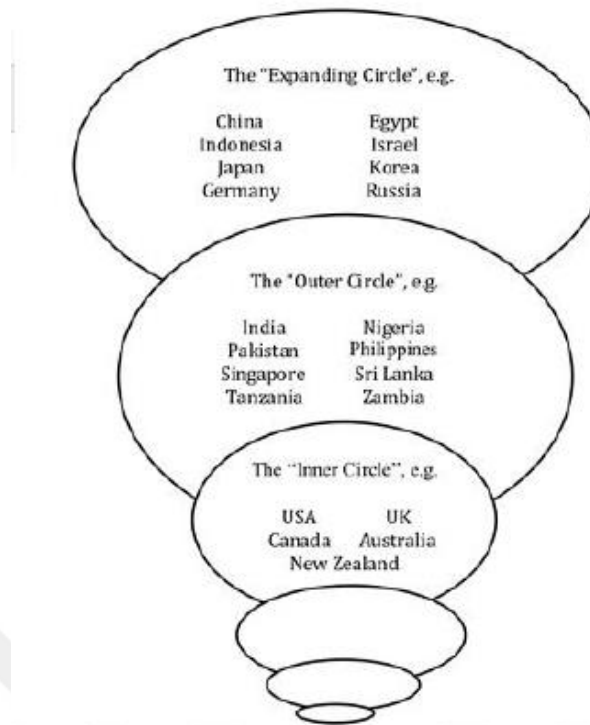 The "Expanding Circle", e.g.
China Egypt
Indonesia Israel
Japan Korea
Germany Russia
The "Outer Circle", e.g.
India Nigeria
Pakistan Philippines
Singapore Sri Lanka
Tanzania Zambia
The "Inner Circle", e.g.
USA UK
Canada Australia
New Zealand